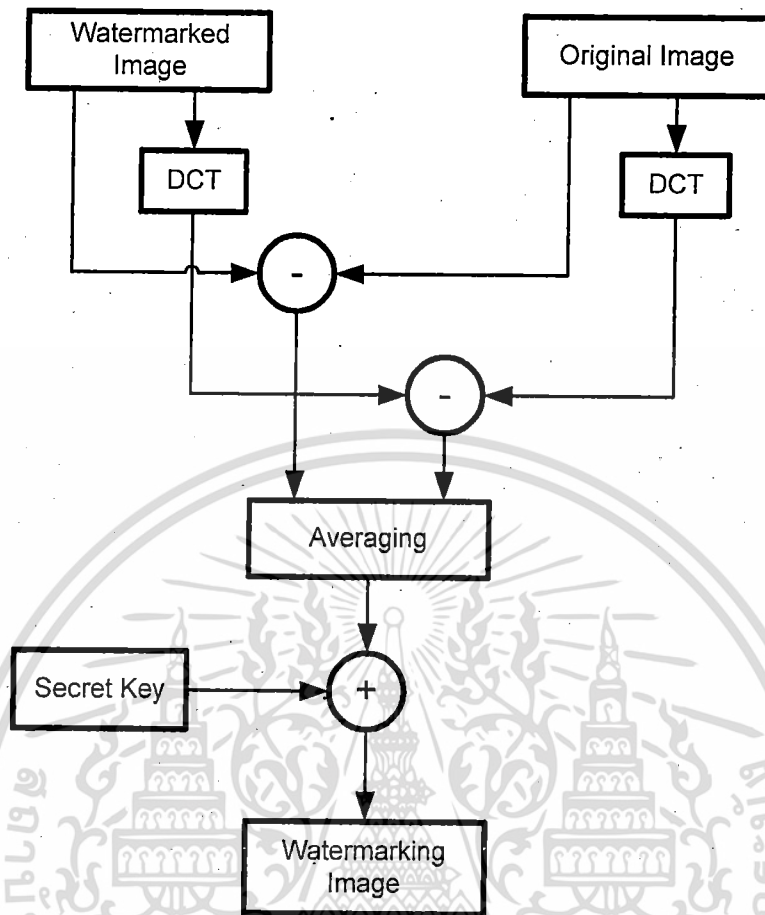 Watermarked
Image
Original Image
DCT
DCT
-
-
Averaging
Secret Key
+
Watermarking
Image